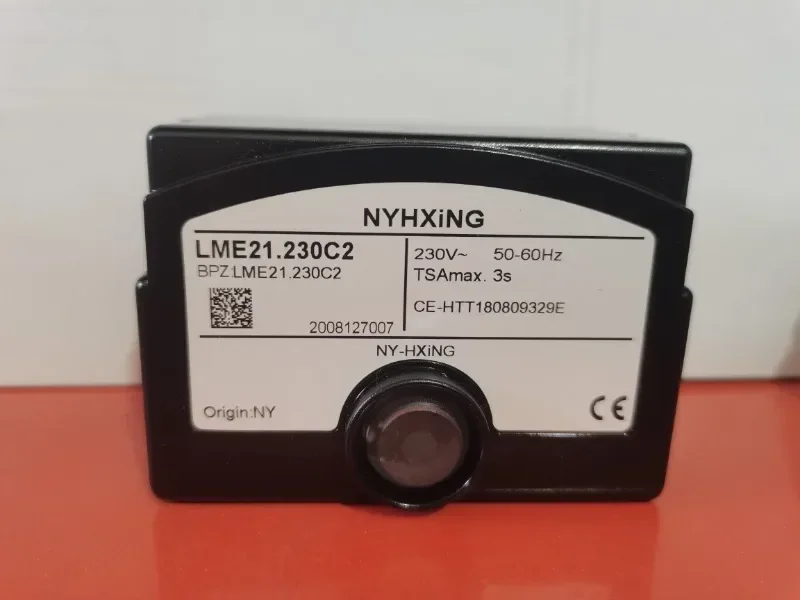 NYHXiNG
LME21.230C2
BPZ:LME21.230C2
2008127007
230V~ 50-60Hz
TSAmax. 3s
CE-HTT180809329E
NY-HXiNG
Origin:NY
CE